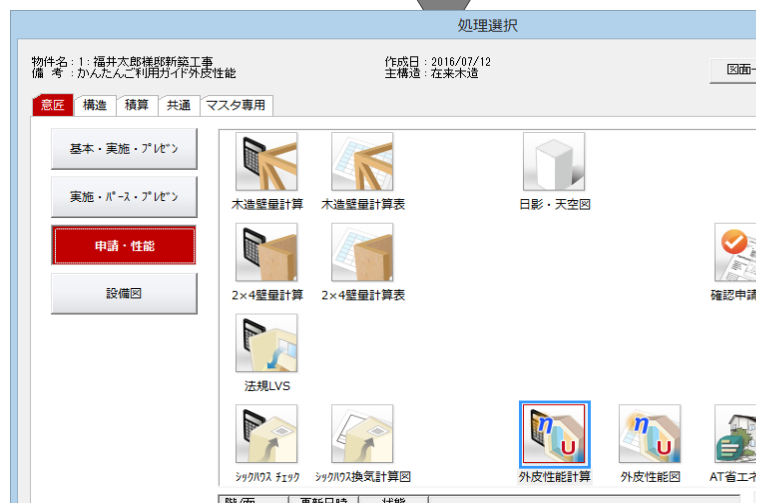 処理選択
物件名：1：福井太郎様邸新築工事
備　考：かんたんご利用ガイド外皮性能
作成日：2016/07/12
主構造：在来木造
図面一
意匠 構造 積算 共通 マスタ専用
基本・実施・ﾌﾟﾚｾﾞﾝ
実施・ﾊﾟｰｽ・ﾌﾟﾚｾﾞﾝ
申請・性能
設備図
木造壁量計算 木造壁量計算表 日影・天空図
2×4壁量計算 2×4壁量計算表 確認申請
法規LVS
ｼｯｸﾊｳｽ ﾁｪｯｸ ｼｯｸﾊｳｽ換気計算図 外皮性能計算 外皮性能図 AT省エネ
階/面 更新日時 状態